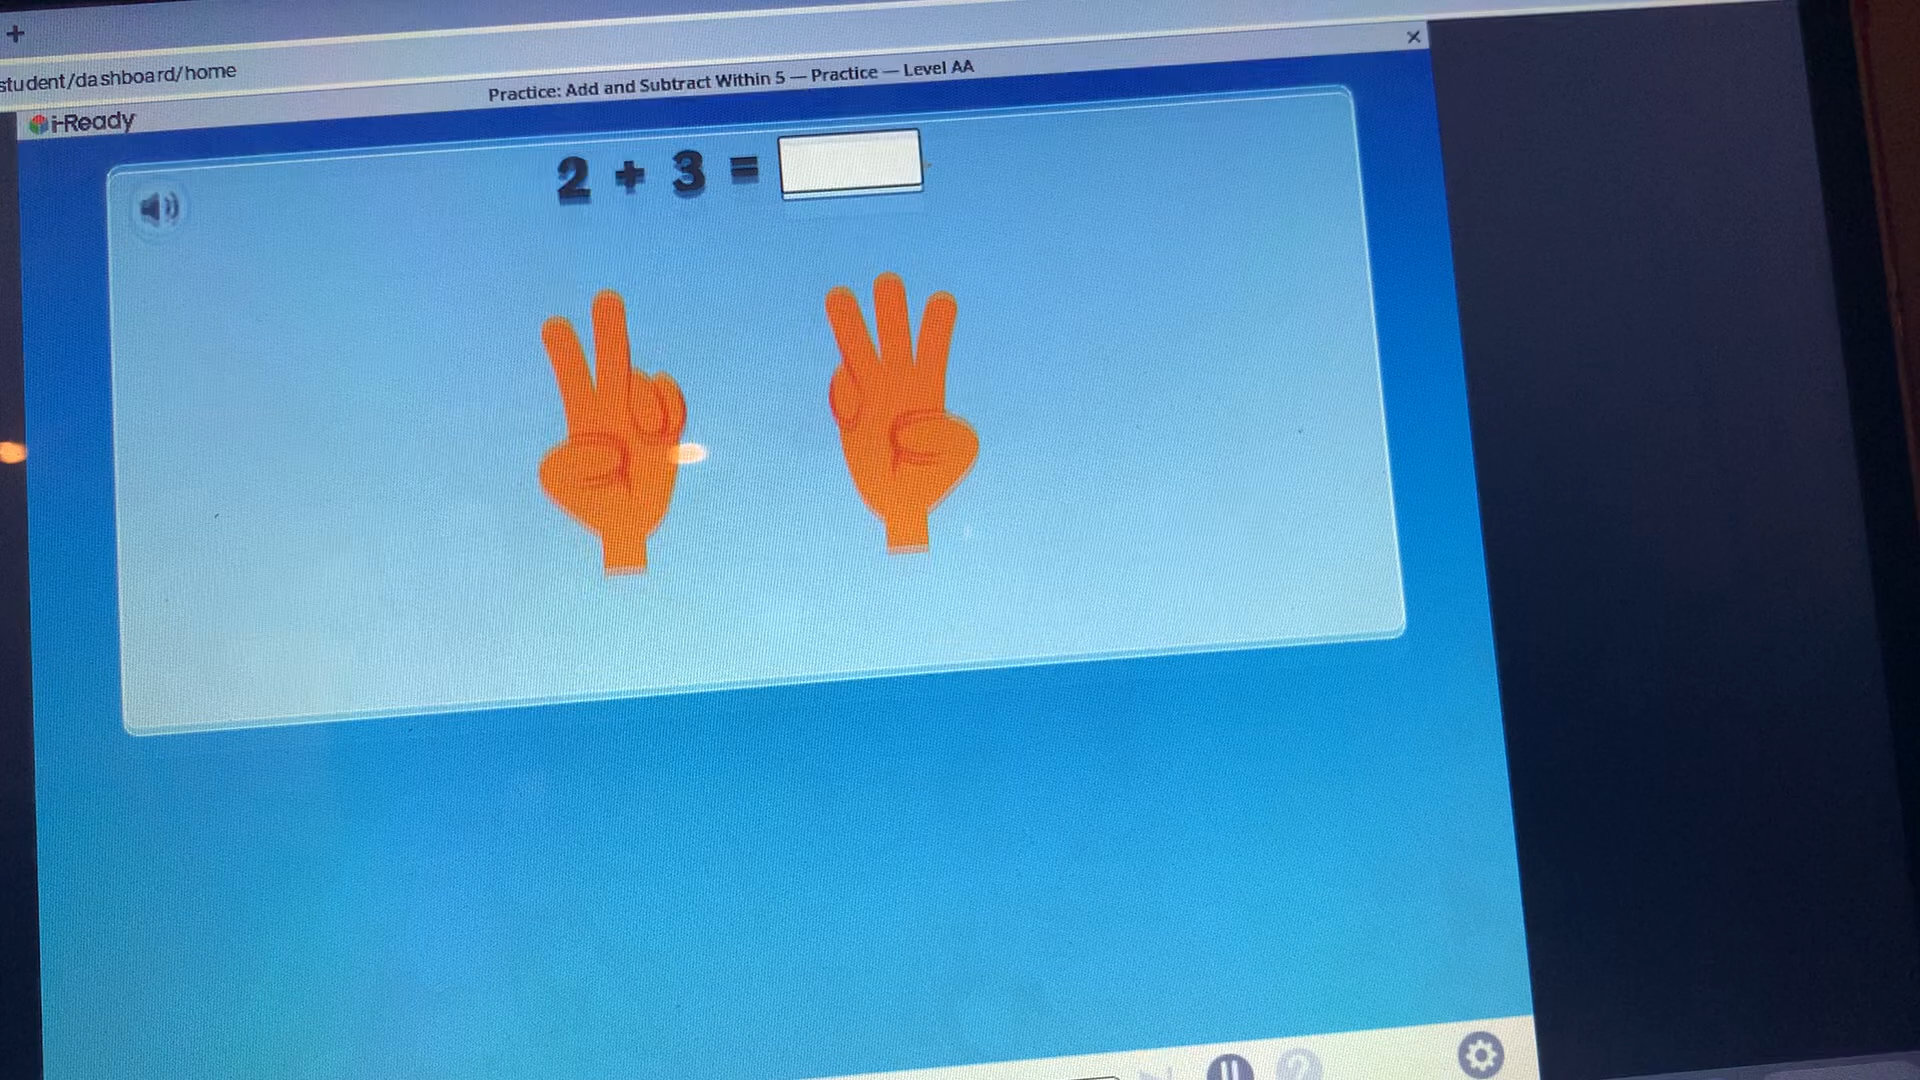 +
student/dashboard/home
Practice: Add and Subtract Within 5 — Practice — Level AA
×
i-Ready
2 + 3 =
?